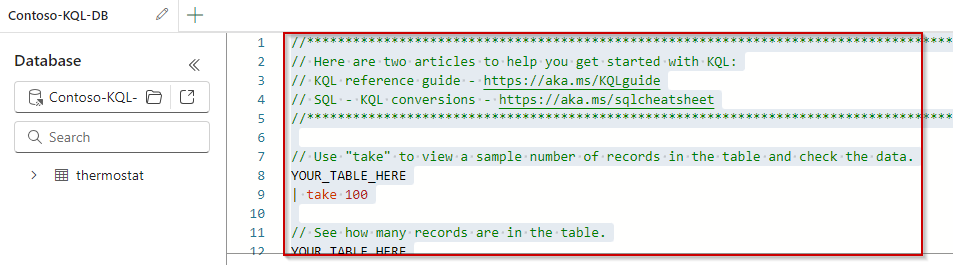 Contoso-KQL-DB
Database
Contoso-KQL-
Search
thermostat
1 //************************************************************************************
2 // Here are two articles to help you get started with KQL:
3 // KQL reference guide - https://aka.ms/KQLguide
4 // SQL - KQL conversions - https://aka.ms/sqlcheatsheet
5 //************************************************************************************
6
7 // Use "take" to view a sample number of records in the table and check the data.
8 YOUR_TABLE_HERE
9 | take 100
10
11 // See how many records are in the table.
12 YOUR_TABLE_HERE